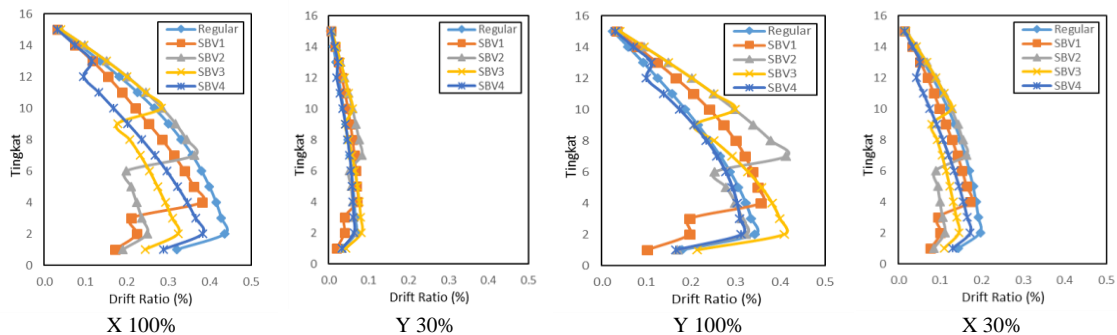 16
14
12
10
8
6
4
2
0
Tingkat
0.0 0.1 0.2 0.3 0.4 0.5
Drift Ratio (%)
Regular
SBV1
SBV2
SBV3
SBV4
X 100%
16
14
12
10
8
6
4
2
0
Tingkat
0.0 0.1 0.2 0.3 0.4 0.5
Drift Ratio (%)
Regular
SBV1
SBV2
SBV3
SBV4
Y 30%
16
14
12
10
8
6
4
2
0
Tingkat
0.0 0.1 0.2 0.3 0.4 0.5
Drift Ratio (%)
Regular
SBV1
SBV2
SBV3
SBV4
Y 100%
16
14
12
10
8
6
4
2
0
Tingkat
0.0 0.1 0.2 0.3 0.4 0.5
Drift Ratio (%)
Regular
SBV1
SBV2
SBV3
SBV4
X 30%